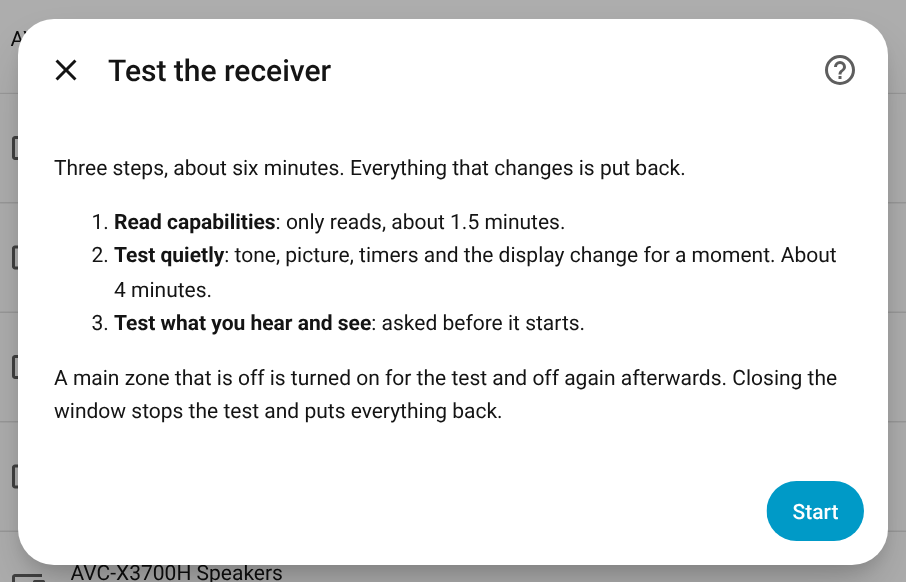 Test the receiver
Three steps, about six minutes. Everything that changes is put back.
1. Read capabilities: only reads, about 1.5 minutes.
2. Test quietly: tone, picture, timers and the display change for a moment. About
4 minutes.
3. Test what you hear and see: asked before it starts.
A main zone that is off is turned on for the test and off again afterwards. Closing the
window stops the test and puts everything back.
Start
AVC-X3700H Speakers